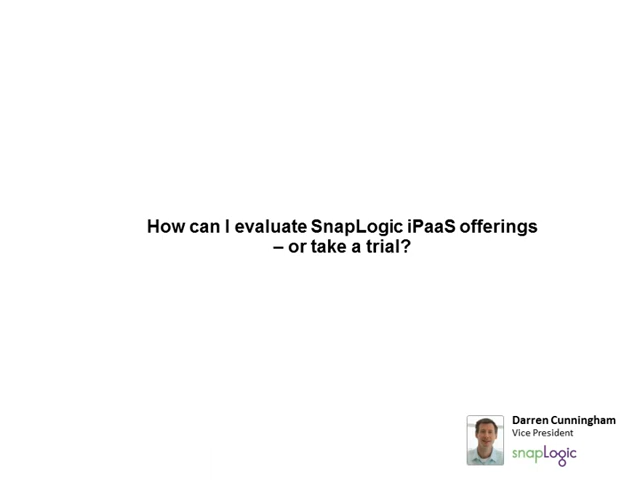 How can I evaluate SnapLogic iPaaS offerings
– or take a trial?
Darren Cunningham
Vice President
snapLogic